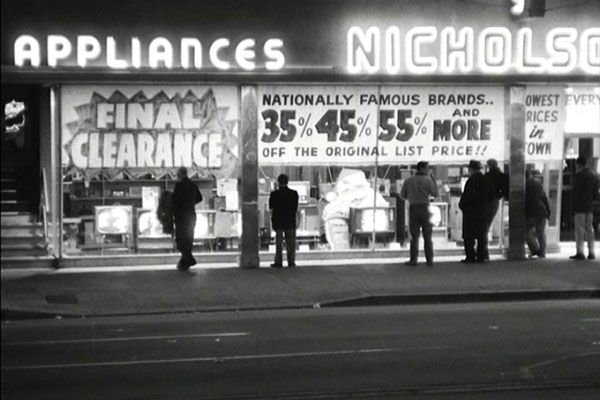 APPLIANCES
NICHOLSO
FINAL
CLEARANCE
NATIONALLY FAMOUS BRANDS..
35% 45% 55% AND MORE
OFF THE ORIGINAL LIST PRICE!!
OWEST
RICES
in
TOWN
EVERY